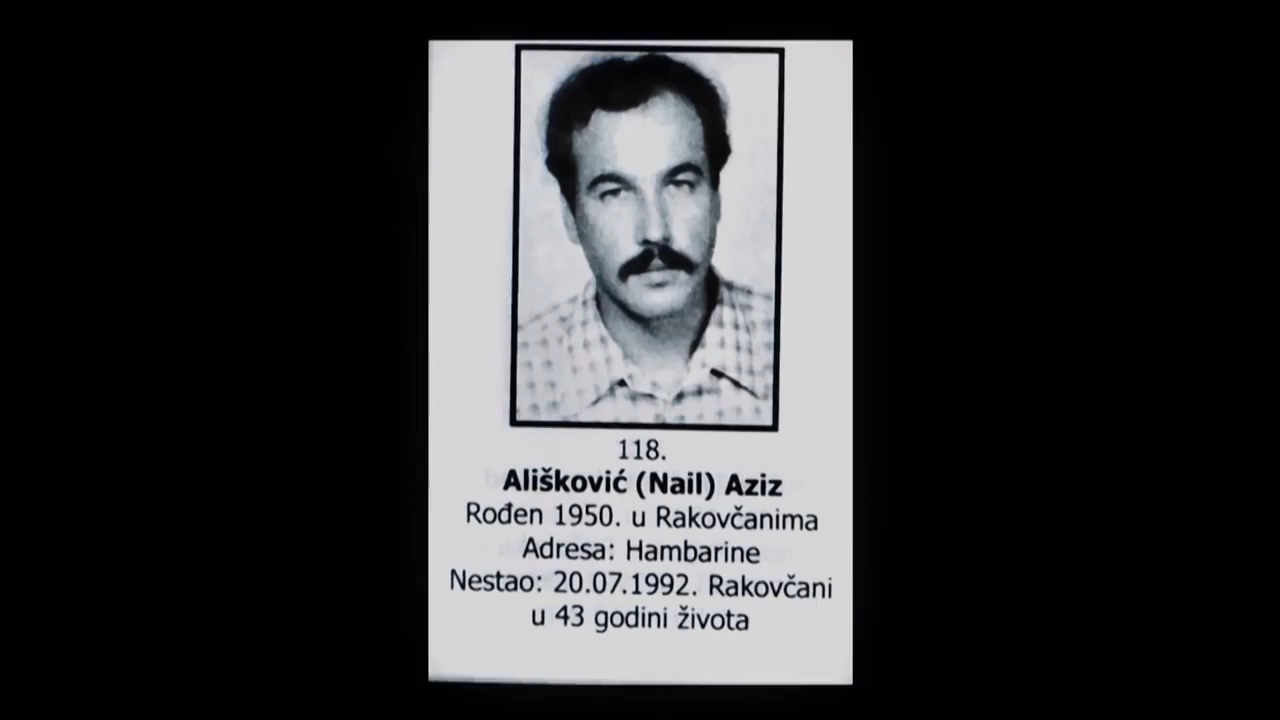 118.
Ališković (Nail) Aziz
Rođen 1950. u Rakovčanima
Adresa: Hambarine
Nestao: 20.07.1992. Rakovčani
u 43 godini života